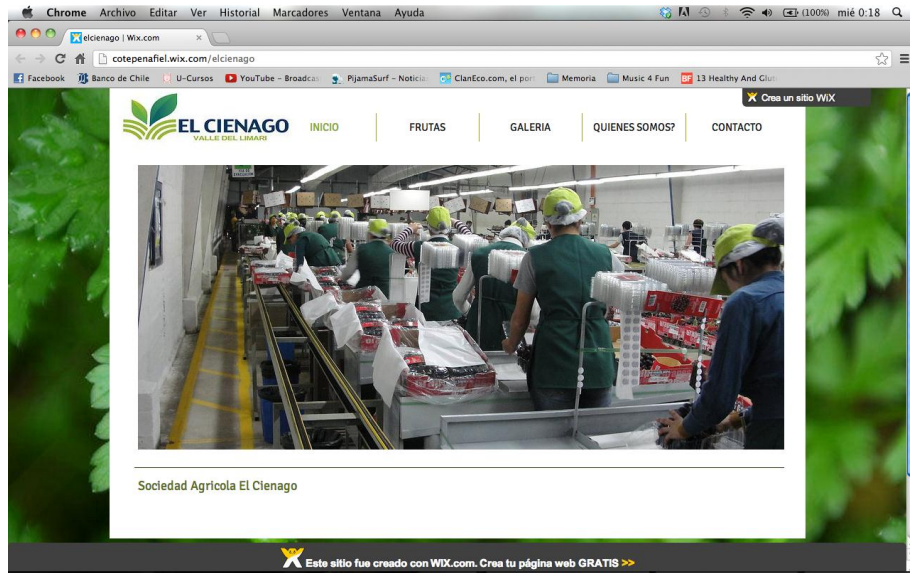 Chrome Archivo Editar Ver Historial Marcadores Ventana Ayuda (100%) mié 0:18
elcienago | Wix.com
cotepenafiel.wix.com/elcienago
Facebook Banco de Chile U-Cursos YouTube - Broadcas PijamaSurf - Noticia ClanEco.com, el port Memoria Music 4 Fun BF 13 Healthy And Glut
Crea un sitio WiX
EL CIENAGO
VALLE DEL LIMARI
INICIO FRUTAS GALERIA QUIENES SOMOS? CONTACTO
Sociedad Agricola El Cienago
Este sitio fue creado con WIX.com. Crea tu página web GRATIS >>